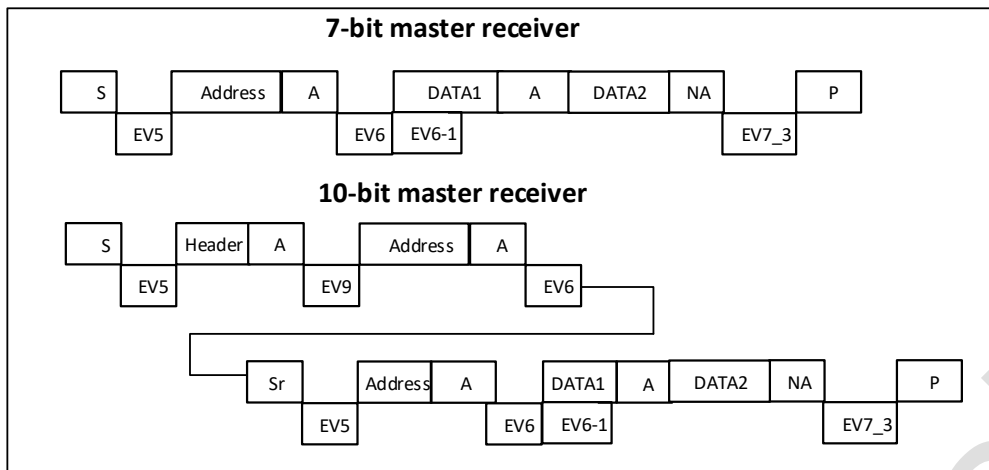 7-bit master receiver
S Address A DATA1 A DATA2 NA P
EV5 EV6 EV6-1 EV7_3
10-bit master receiver
S Header A Address A
EV5 EV9 EV6
Sr Address A DATA1 A DATA2 NA P
EV5 EV6 EV6-1 EV7_3